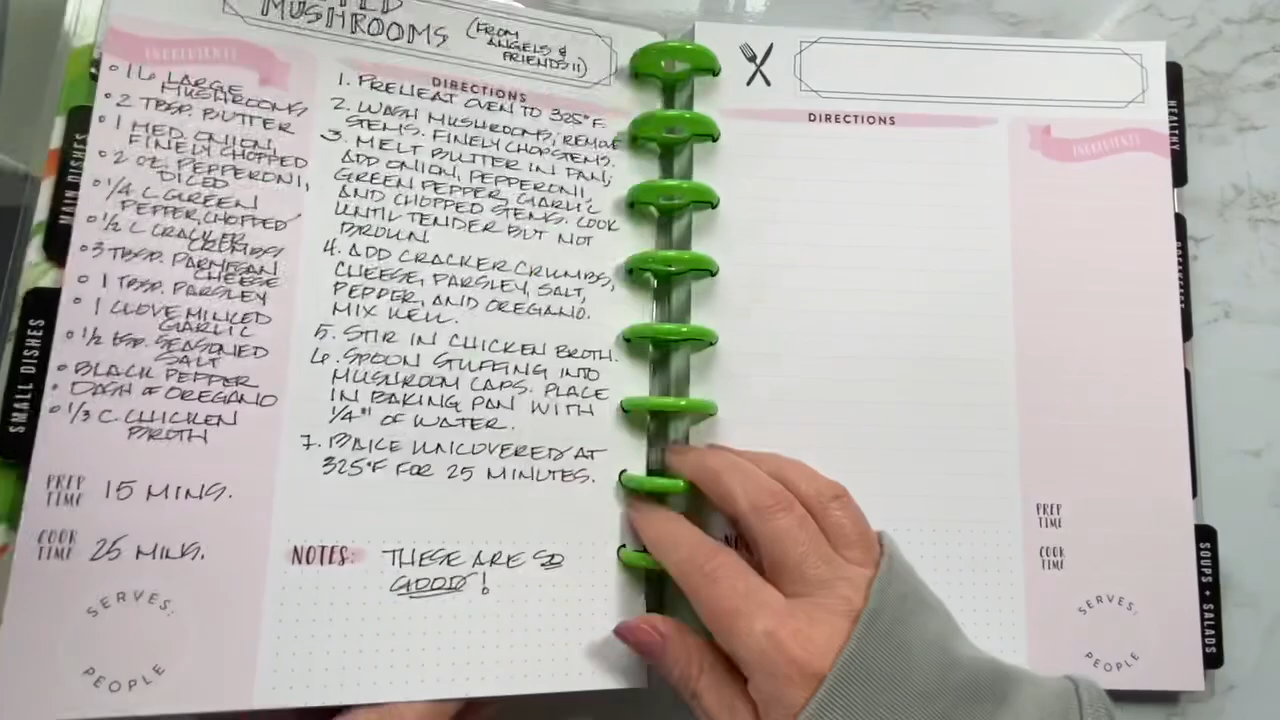 MUSHROOMS
(FROM
ANGELS &
FRIENDS!!)
INGREDIENTS
• 16 LARGE
MUSHROOMS
• 2 TBSP. BUTTER
• 1 MED. ONION,
FINELY CHOPPED
• 2 OZ. PEPPERONI,
DICED
• 1/4 C GREEN
PEPPER, CHOPPED
• 1/2 C CRACKER
CRUMBS
• 3 TBSP. PARMESAN
CHEESE
• 1 TBSP. PARSLEY
• 1 CLOVE MINCED
GARLIC
• 1/2 tsp. SEASONED
SALT
• BLACK PEPPER
• DASH OF OREGANO
• 1/3 C. CHICKEN
BROTH
PREP
TIME 15 MINS.
COOK
TIME 25 MINS.
SERVES:
PEOPLE
DIRECTIONS
1. PREHEAT OVEN TO 325°F.
2. WASH MUSHROOMS; REMOVE
STEMS. FINELY CHOP STEMS.
3. MELT BUTTER IN PAN;
ADD ONION, PEPPERONI
GREEN PEPPER, GARLIC
AND CHOPPED STEMS. COOK
UNTIL TENDER BUT NOT
BROWN.
4. ADD CRACKER CRUMBS,
CHEESE, PARSLEY, SALT,
PEPPER, AND OREGANO.
MIX WELL.
5. STIR IN CHICKEN BROTH.
6. SPOON STUFFING INTO
MUSHROOM CAPS. PLACE
IN BAKING PAN WITH
1/4" OF WATER.
7. BAKE UNCOVERED AT
325°F FOR 25 MINUTES.
NOTES: THESE ARE SO
GOOD!
MAIN DISHES
SMALL DISHES
DIRECTIONS
INGREDIENTS
PREP
TIME
COOK
TIME
SERVES:
PEOPLE
HEALTHY
BREAKFAST
SOUPS + SALADS